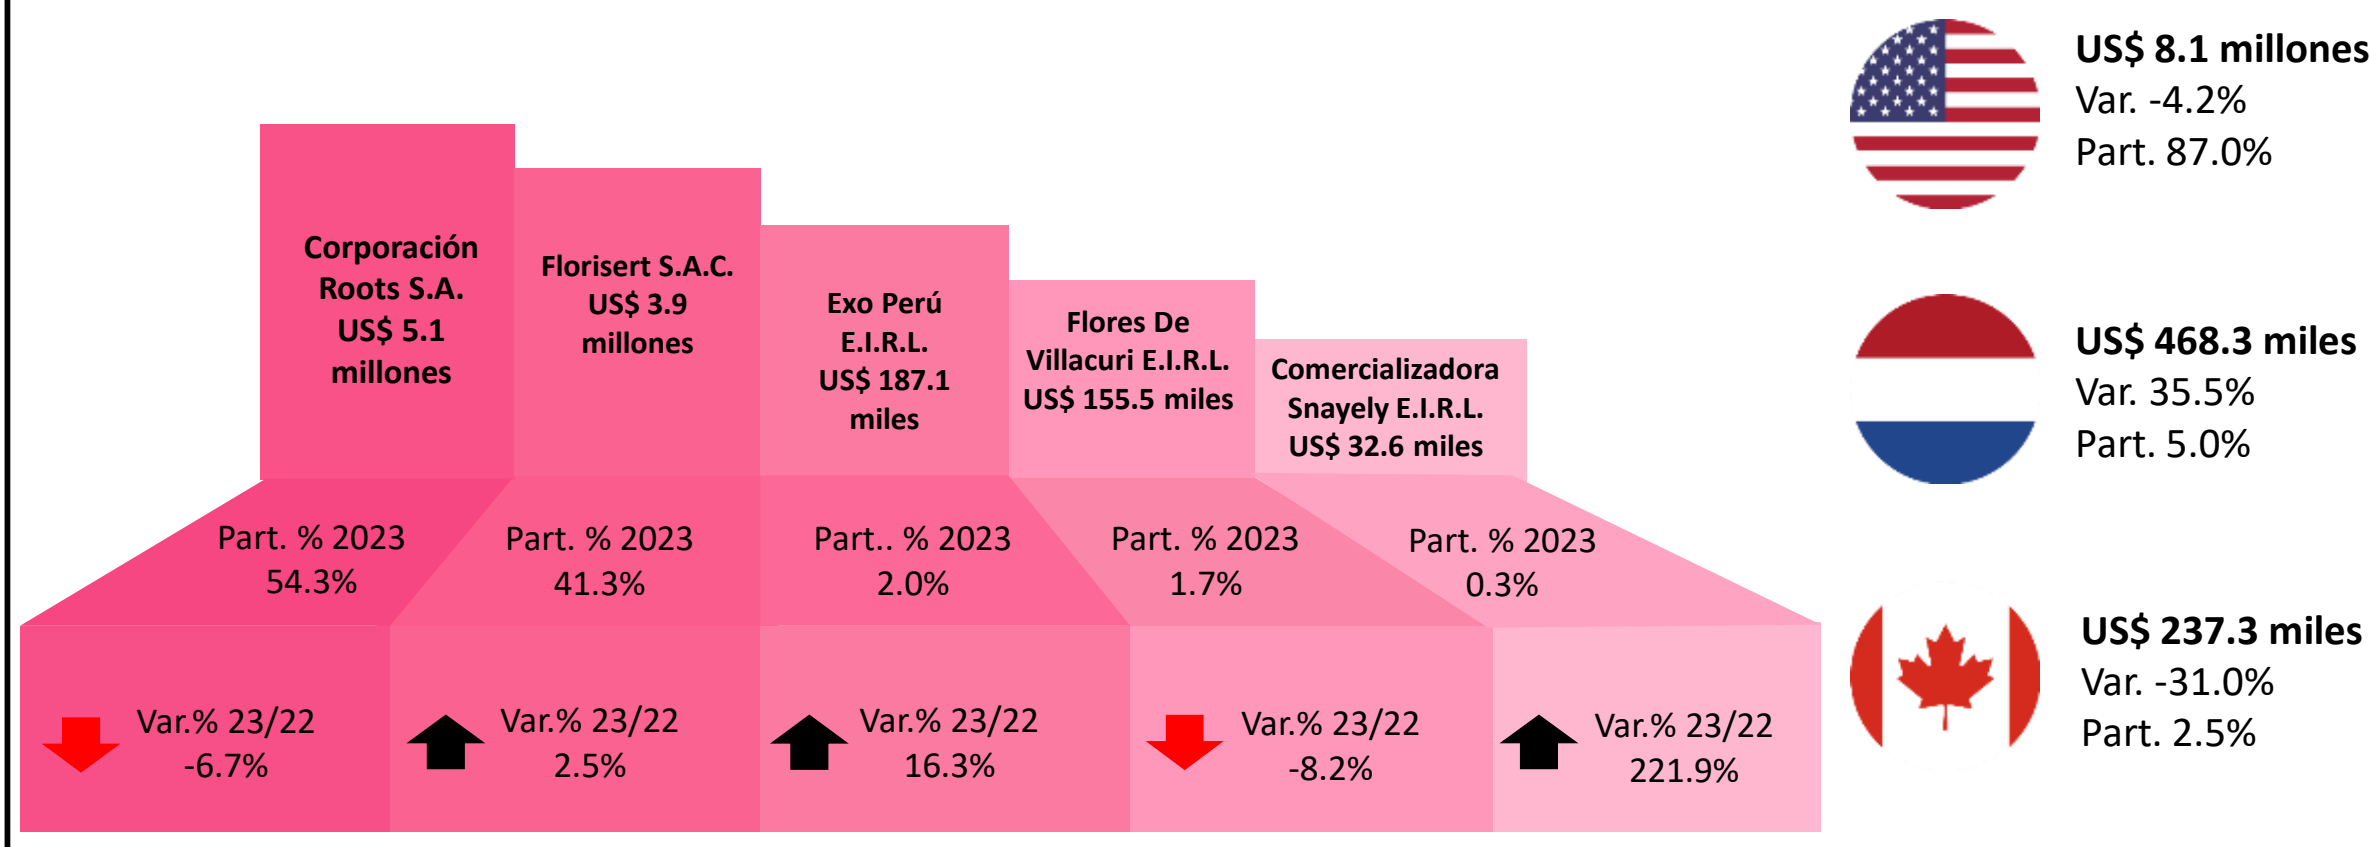 Corporación
Roots S.A.
US$ 5.1
millones
Florisert S.A.C.
US$ 3.9
millones
Exo Perú
E.I.R.L.
US$ 187.1
miles
Flores De
Villacuri E.I.R.L.
US$ 155.5 miles
Comercializadora
Snayely E.I.R.L.
US$ 32.6 miles
Part. % 2023
54.3%
Part. % 2023
41.3%
Part.. % 2023
2.0%
Part. % 2023
1.7%
Part. % 2023
0.3%
Var.% 23/22
-6.7%
Var.% 23/22
2.5%
Var.% 23/22
16.3%
Var.% 23/22
-8.2%
Var.% 23/22
221.9%
US$ 8.1 millones
Var. -4.2%
Part. 87.0%
US$ 468.3 miles
Var. 35.5%
Part. 5.0%
US$ 237.3 miles
Var. -31.0%
Part. 2.5%